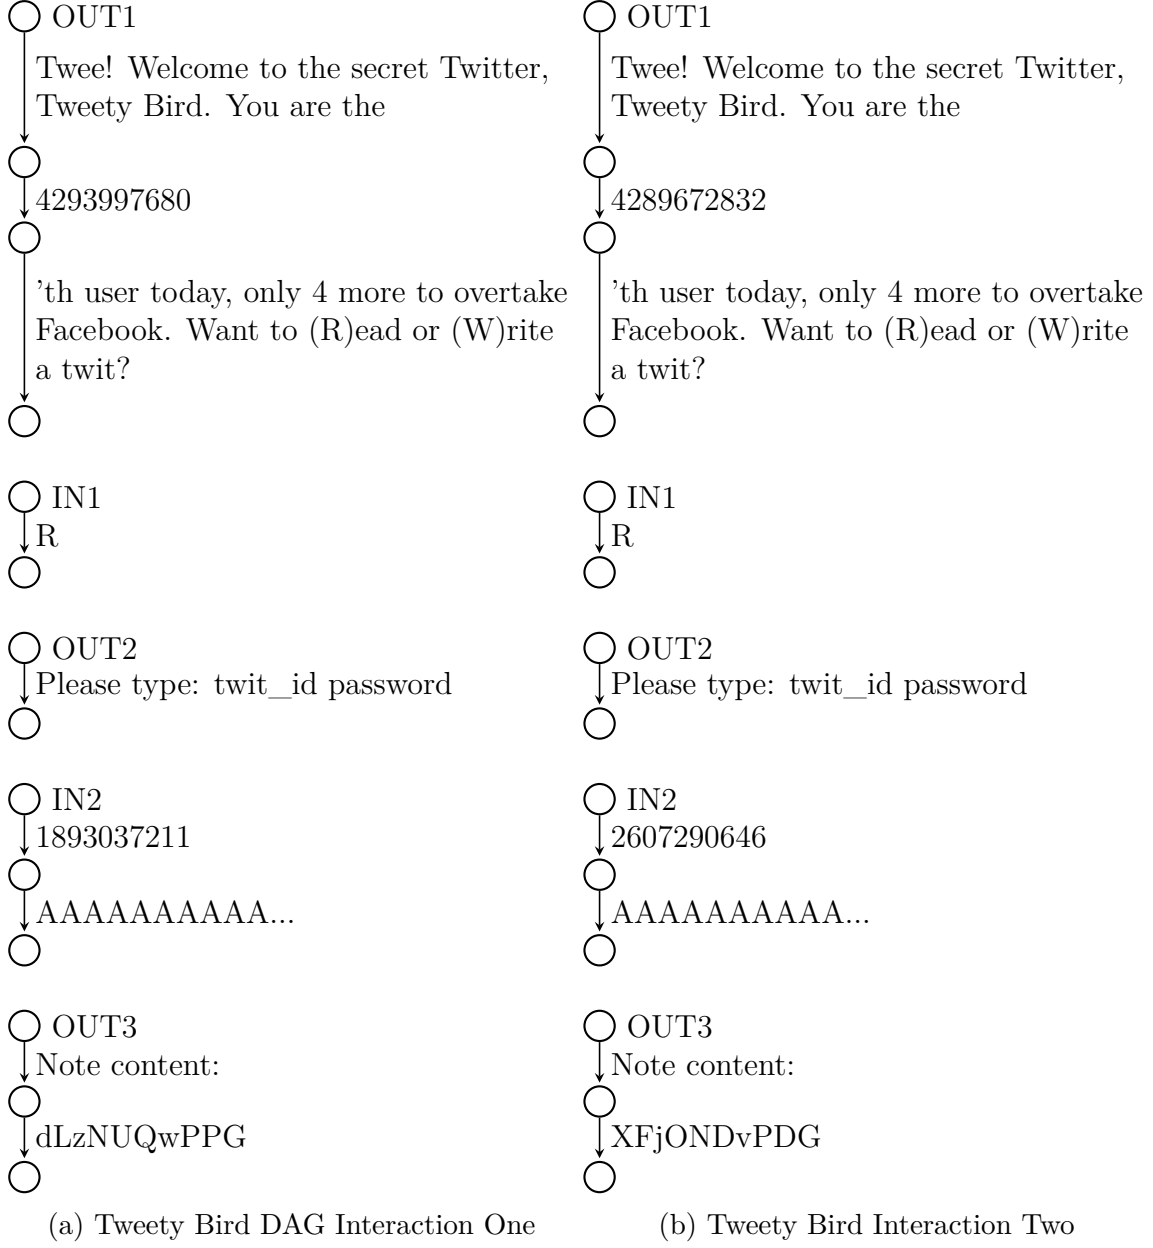 OUT1
Twee! Welcome to the secret Twitter,
Tweety Bird. You are the
4293997680
’th user today, only 4 more to overtake
Facebook. Want to (R)ead or (W)rite
a twit?
IN1
R
OUT2
Please type: twit_id password
IN2
1893037211
AAAAAAAAAA...
OUT3
Note content:
dLzNUQwPPG
(a) Tweety Bird DAG Interaction One
OUT1
Twee! Welcome to the secret Twitter,
Tweety Bird. You are the
4289672832
’th user today, only 4 more to overtake
Facebook. Want to (R)ead or (W)rite
a twit?
IN1
R
OUT2
Please type: twit_id password
IN2
2607290646
AAAAAAAAAA...
OUT3
Note content:
XFjONDvPDG
(b) Tweety Bird Interaction Two